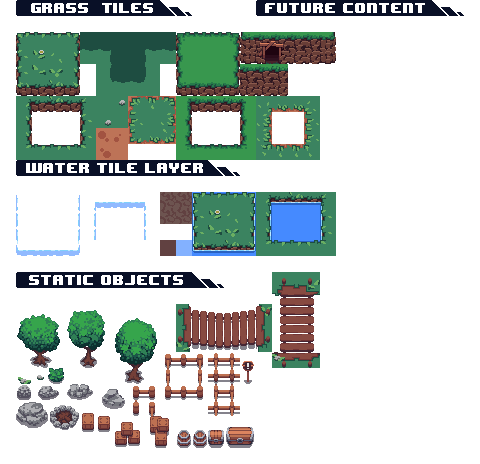 GRASS TILES
FUTURE CONTENT
WATER TILE LAYER
STATIC OBJECTS